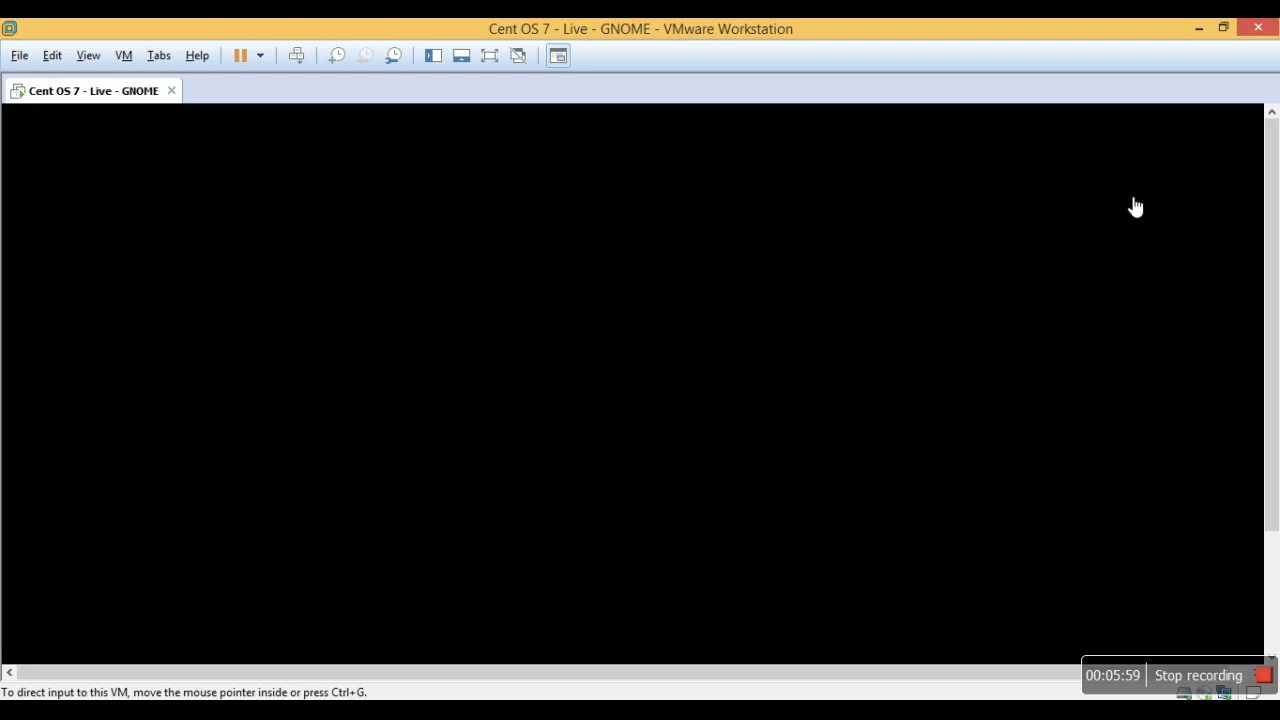 Cent OS 7 - Live - GNOME - VMware Workstation
File Edit View VM Tabs Help
Cent OS 7 - Live - GNOME
00:05:59 Stop recording
To direct input to this VM, move the mouse pointer inside or press Ctrl+G.